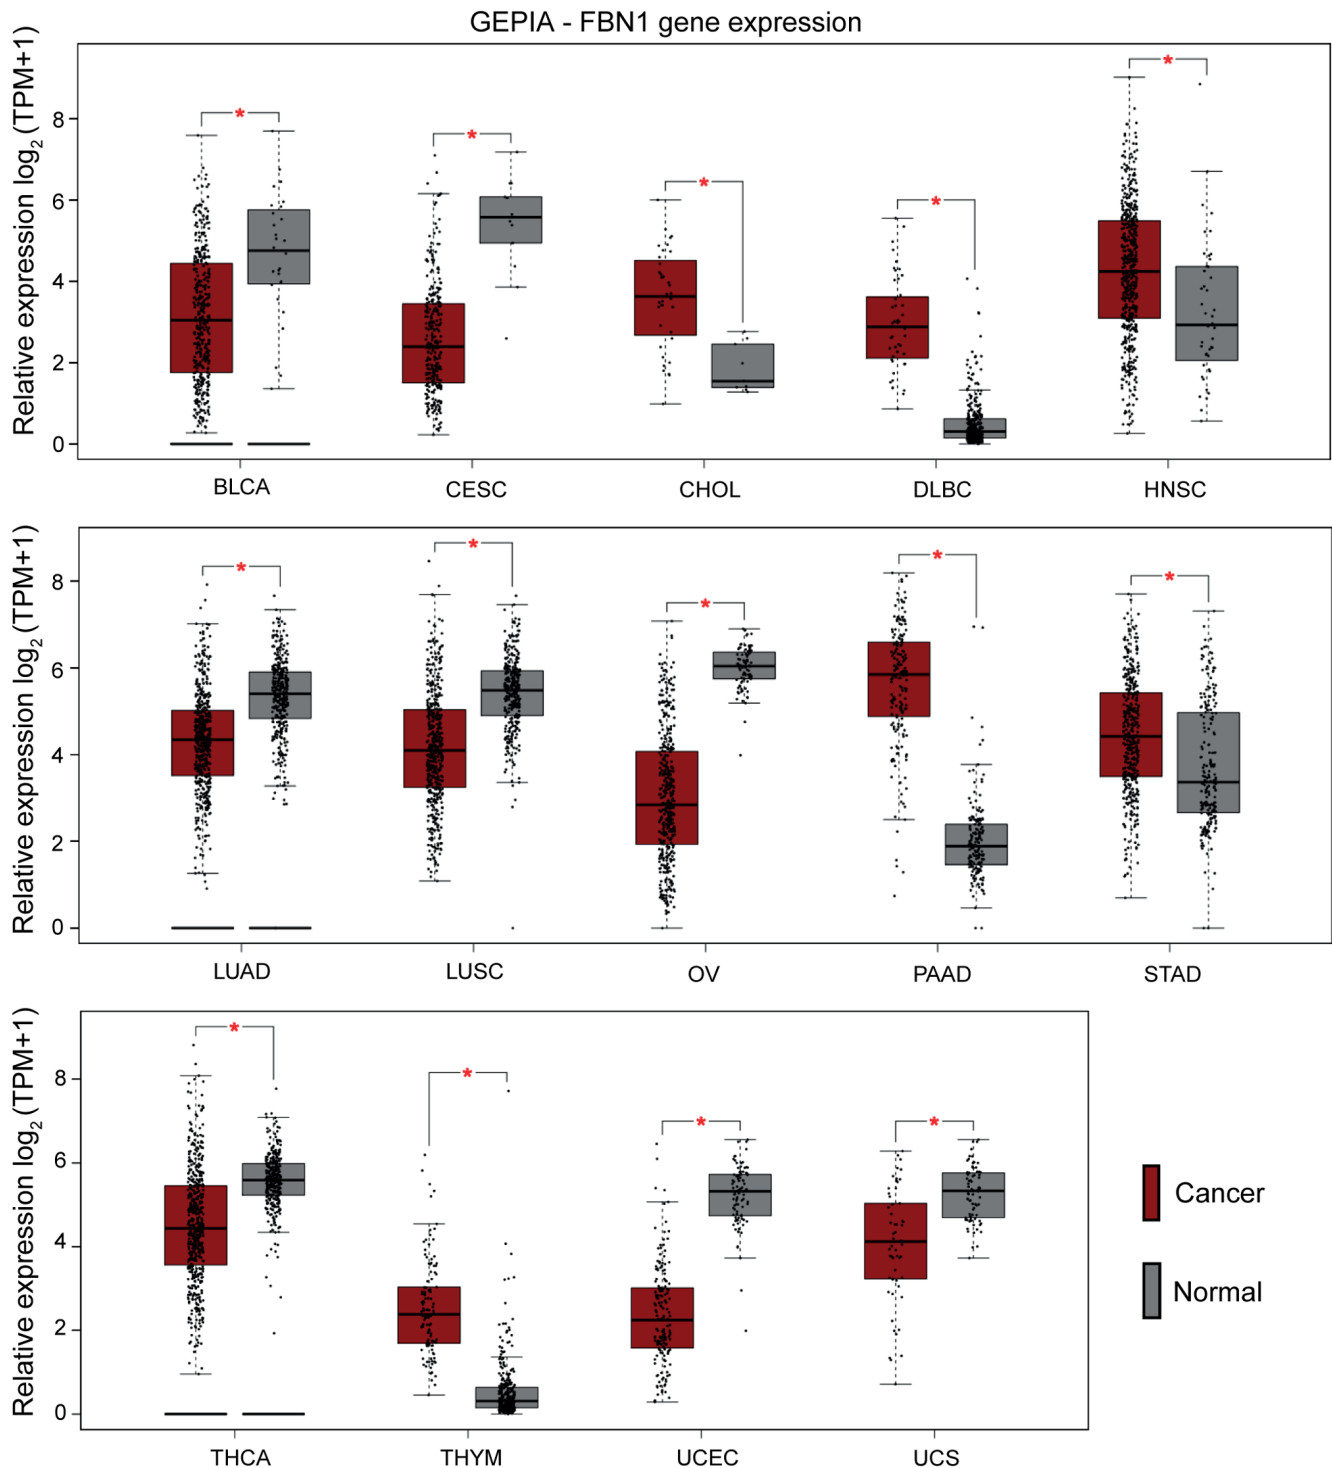 GEPIA - FBN1 gene expression
Relative expression log2 (TPM+1)
8
6
4
2
0
* * * * *
BLCA CESC CHOL DLBC HNSC
Relative expression log2 (TPM+1)
8
6
4
2
0
* * * * *
LUAD LUSC OV PAAD STAD
Relative expression log2 (TPM+1)
8
6
4
2
0
* * * *
THCA THYM UCEC UCS
Cancer
Normal